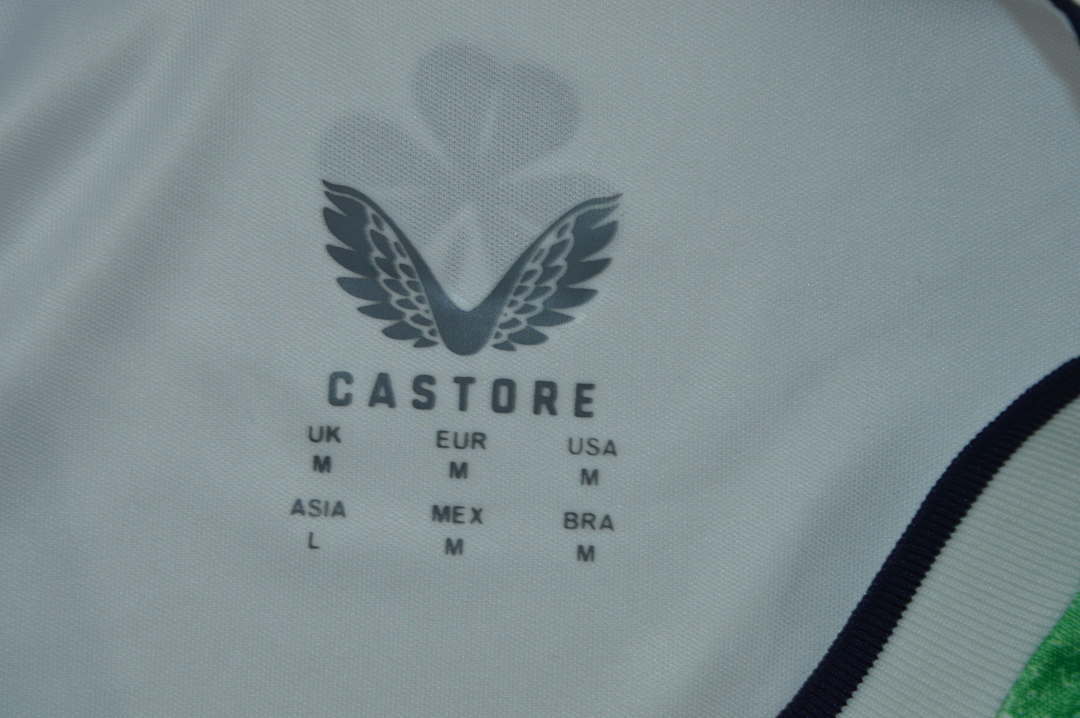 CASTORE
UK EUR USA
M M M
ASIA MEX BRA
L M M